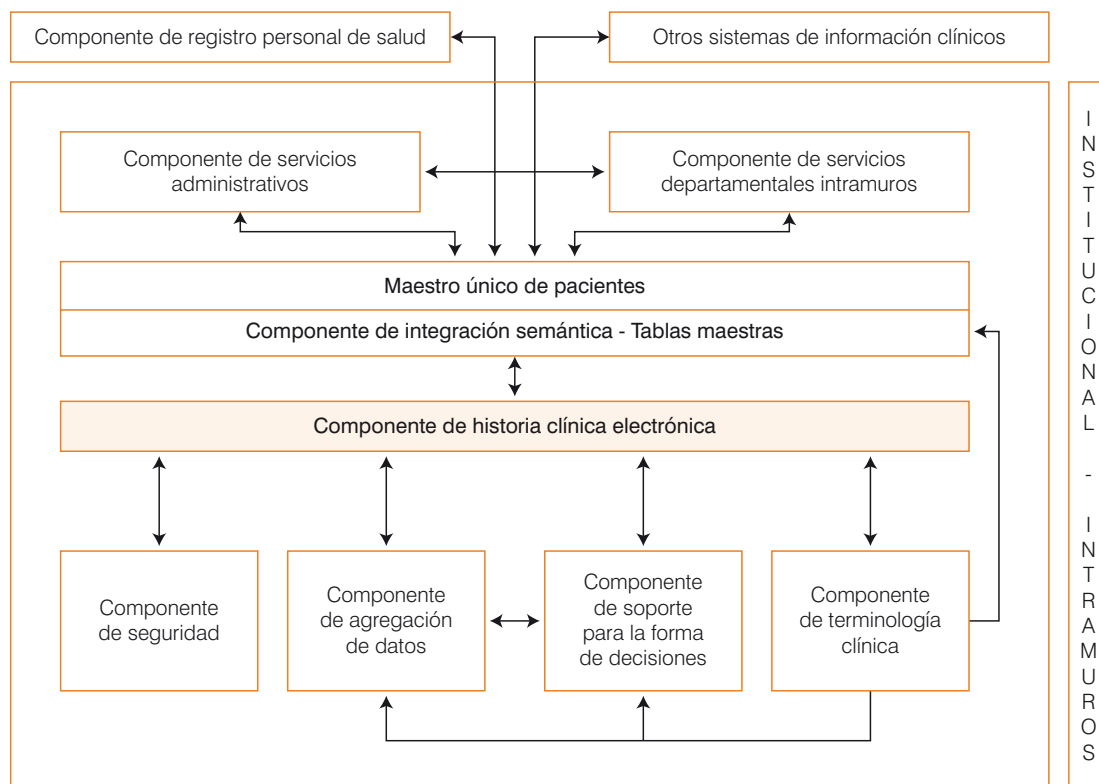 Componente de registro personal de salud
Otros sistemas de información clínicos
Componente de servicios
administrativos
Componente de servicios
departamentales intramuros
Maestro único de pacientes
Componente de integración semántica - Tablas maestras
Componente de historia clínica electrónica
Componente
de seguridad
Componente
de agregación
de datos
Componente
de soporte
para la forma
de decisiones
Componente
de terminología
clínica
INSTITUCIONAL - INTRAMUROS